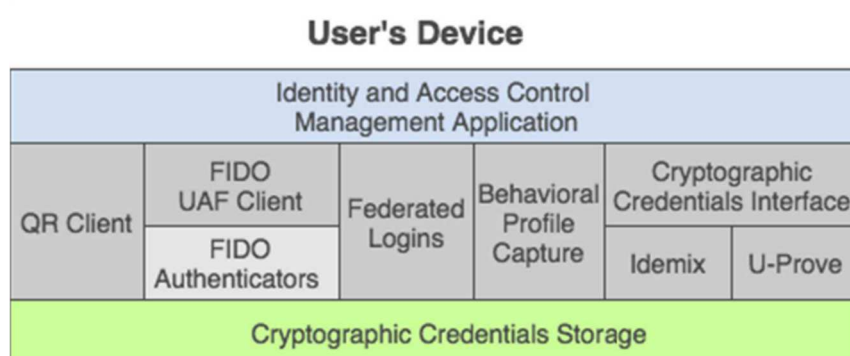 User's Device
Identity and Access Control
Management Application
QR Client
FIDO
UAF Client
FIDO
Authenticators
Federated
Logins
Behavioral
Profile
Capture
Cryptographic
Credentials Interface
Idemix
U-Prove
Cryptographic Credentials Storage